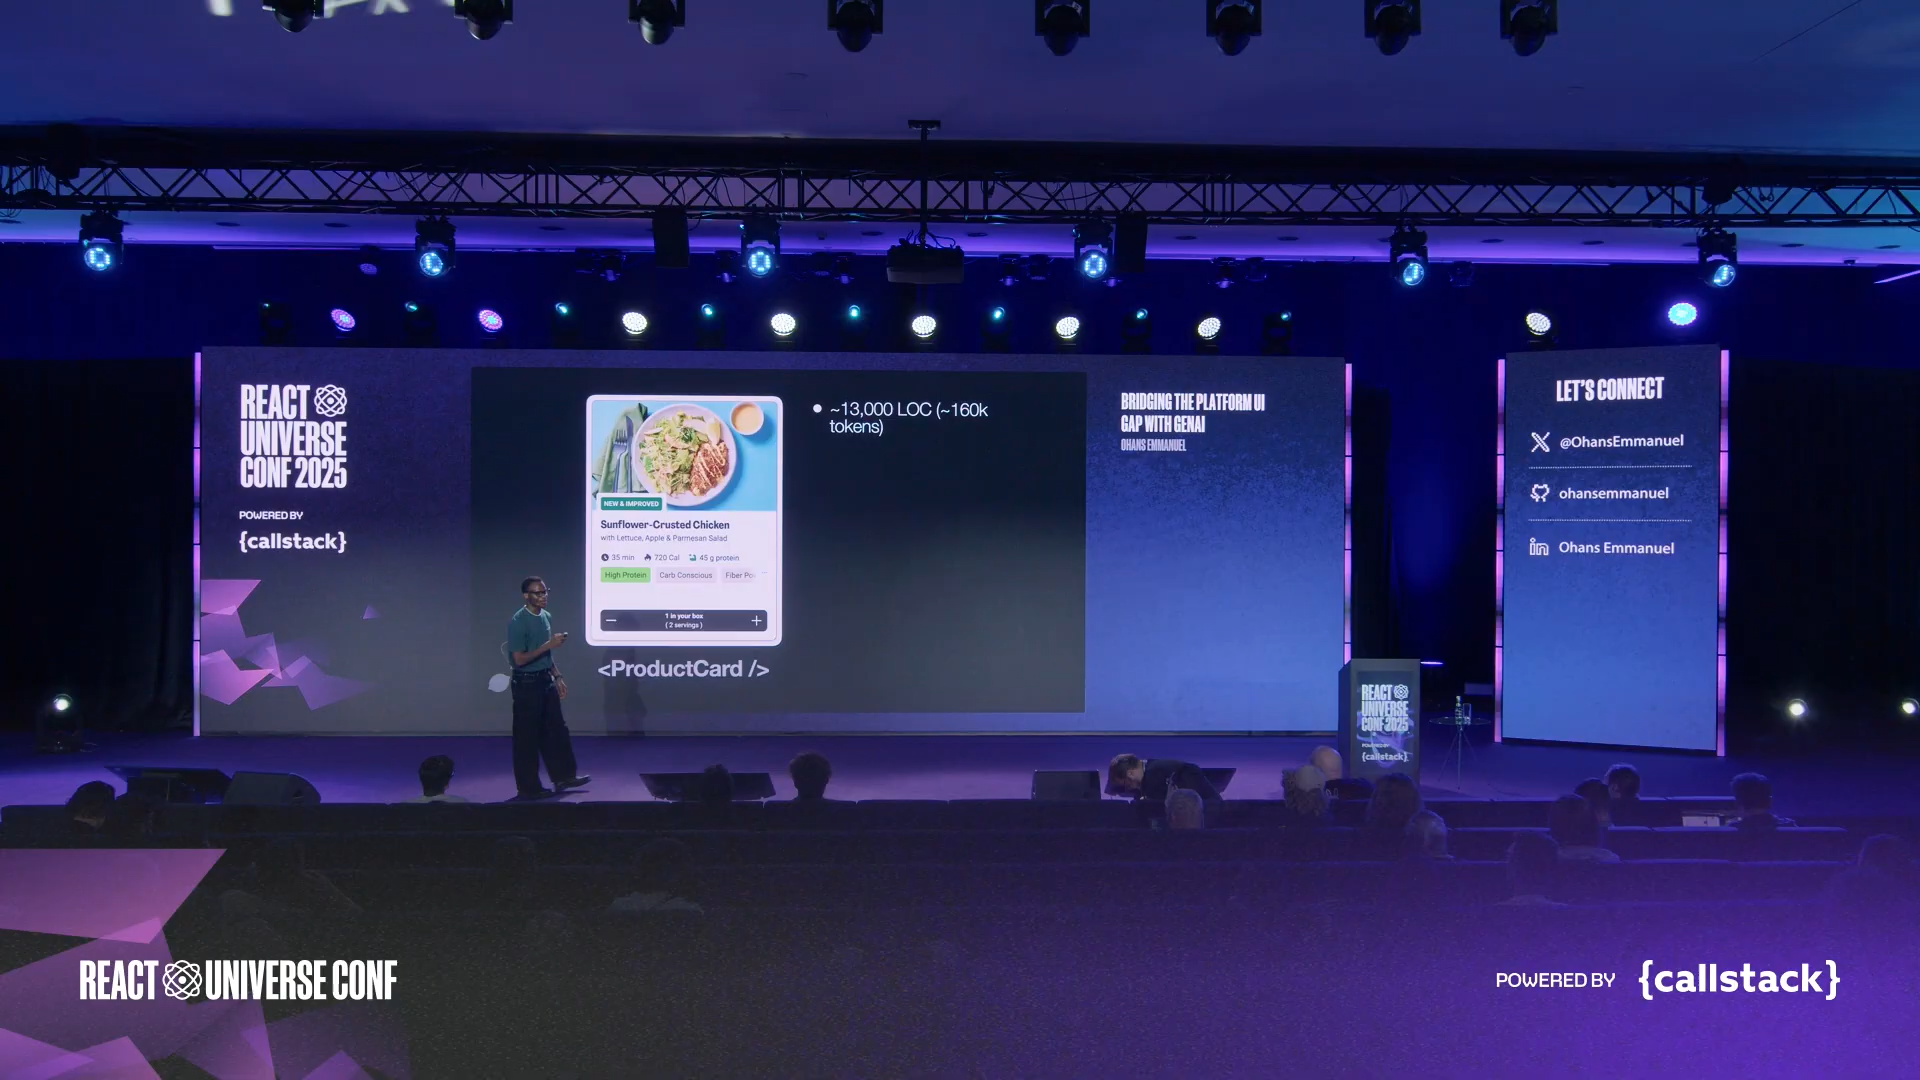 REACT
UNIVERSE
CONF 2025
POWERED BY
{callstack}
NEW & IMPROVED
Sunflower-Crusted Chicken
with Lettuce, Apple & Parmesan Salad
35 min
720 Cal
45 g protein
High Protein
Carb Conscious
Fiber
1 in your box
( 2 servings )
<ProductCard />
~13,000 LOC (~160k
tokens)
BRIDGING THE PLATFORM UI
GAP WITH GENAI
OHANS EMMANUEL
LET'S CONNECT
@OhansEmmanuel
ohansemmanuel
Ohans Emmanuel
REACT
UNIVERSE
CONF 2025
POWERED BY
{callstack}
REACT UNIVERSE CONF
POWERED BY {callstack}